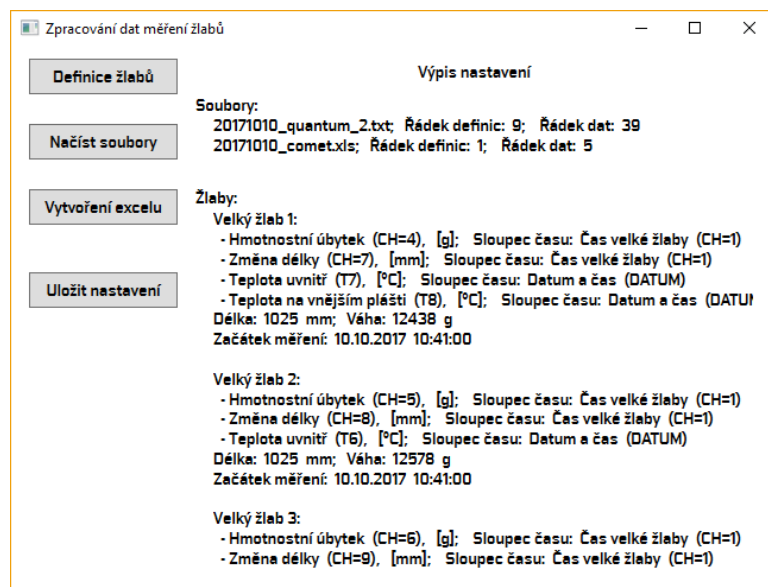 Zpracování dat měření žlabů
Definice žlabů
Načíst soubory
Vytvoření excelu
Uložit nastavení
Výpis nastavení
Soubory:
20171010_quantum_2.txt; Řádek definic: 9; Řádek dat: 39
20171010_comet.xls; Řádek definic: 1; Řádek dat: 5
Žlaby:
Velký žlab 1:
- Hmotnostní úbytek (CH=4), [g]; Sloupec času: Čas velké žlaby (CH=1)
- Změna délky (CH=7), [mm]; Sloupec času: Čas velké žlaby (CH=1)
- Teplota uvnitř (T7), [°C]; Sloupec času: Datum a čas (DATUM)
- Teplota na vnějším plášti (T8), [°C]; Sloupec času: Datum a čas (DATUM
Délka: 1025 mm; Váha: 12438 g
Začátek měření: 10.10.2017 10:41:00
Velký žlab 2:
- Hmotnostní úbytek (CH=5), [g]; Sloupec času: Čas velké žlaby (CH=1)
- Změna délky (CH=8), [mm]; Sloupec času: Čas velké žlaby (CH=1)
- Teplota uvnitř (T6), [°C]; Sloupec času: Datum a čas (DATUM)
Délka: 1025 mm; Váha: 12578 g
Začátek měření: 10.10.2017 10:41:00
Velký žlab 3:
- Hmotnostní úbytek (CH=6), [g]; Sloupec času: Čas velké žlaby (CH=1)
- Změna délky (CH=9), [mm]; Sloupec času: Čas velké žlaby (CH=1)